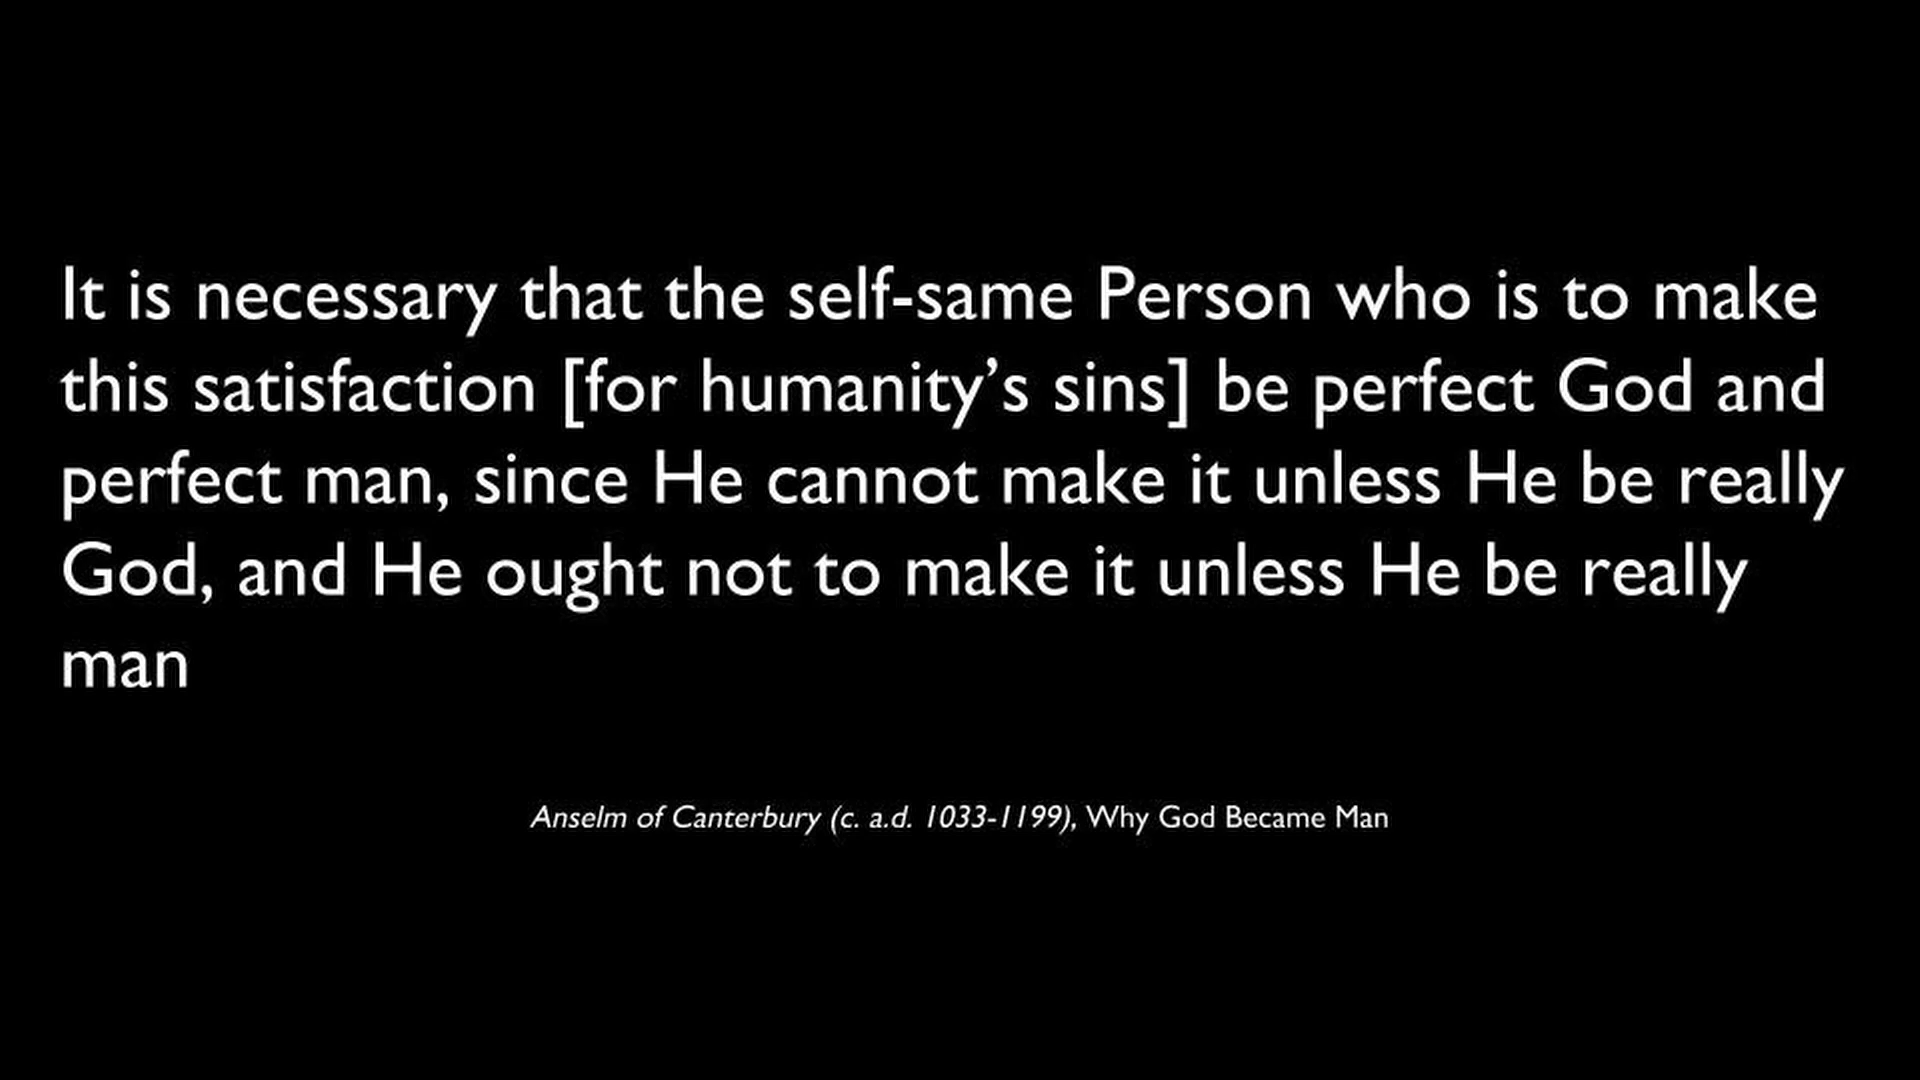 It is necessary that the self-same Person who is to make
this satisfaction [for humanity’s sins] be perfect God and
perfect man, since He cannot make it unless He be really
God, and He ought not to make it unless He be really
man
Anselm of Canterbury (c. a.d. 1033-1199), Why God Became Man